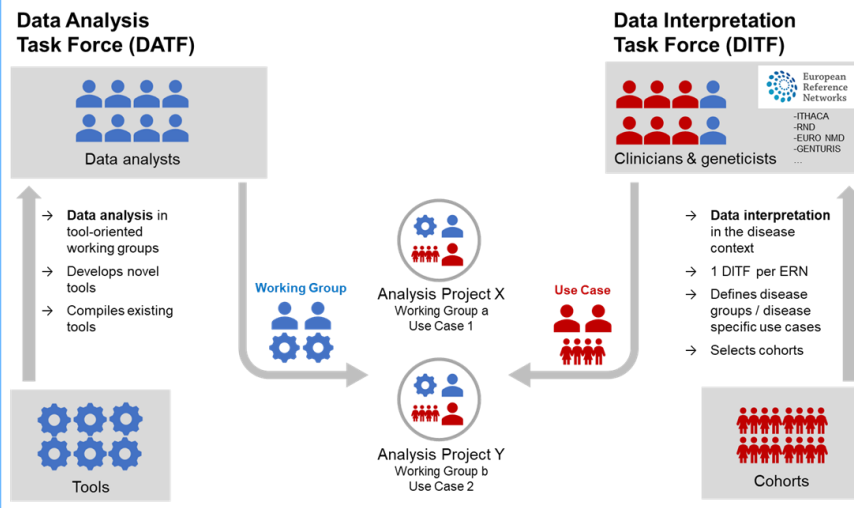 Data Analysis
Task Force (DATF)
Data analysts
→ Data analysis in
tool-oriented
working groups
→ Develops novel
tools
→ Compiles existing
tools
Tools
Working Group
Analysis Project X
Working Group a
Use Case 1
Analysis Project Y
Working Group b
Use Case 2
Use Case
Data Interpretation
Task Force (DITF)
European
Reference
Networks
-ITHACA
-RND
-EURO NMD
-GENTURIS
...
Clinicians & geneticists
→ Data interpretation
in the disease
context
→ 1 DITF per ERN
→ Defines disease
groups / disease
specific use cases
→ Selects cohorts
Cohorts